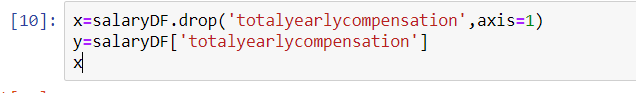 [10]: x=salaryDF.drop('totalyearlycompensation',axis=1)
y=salaryDF['totalyearlycompensation']
x